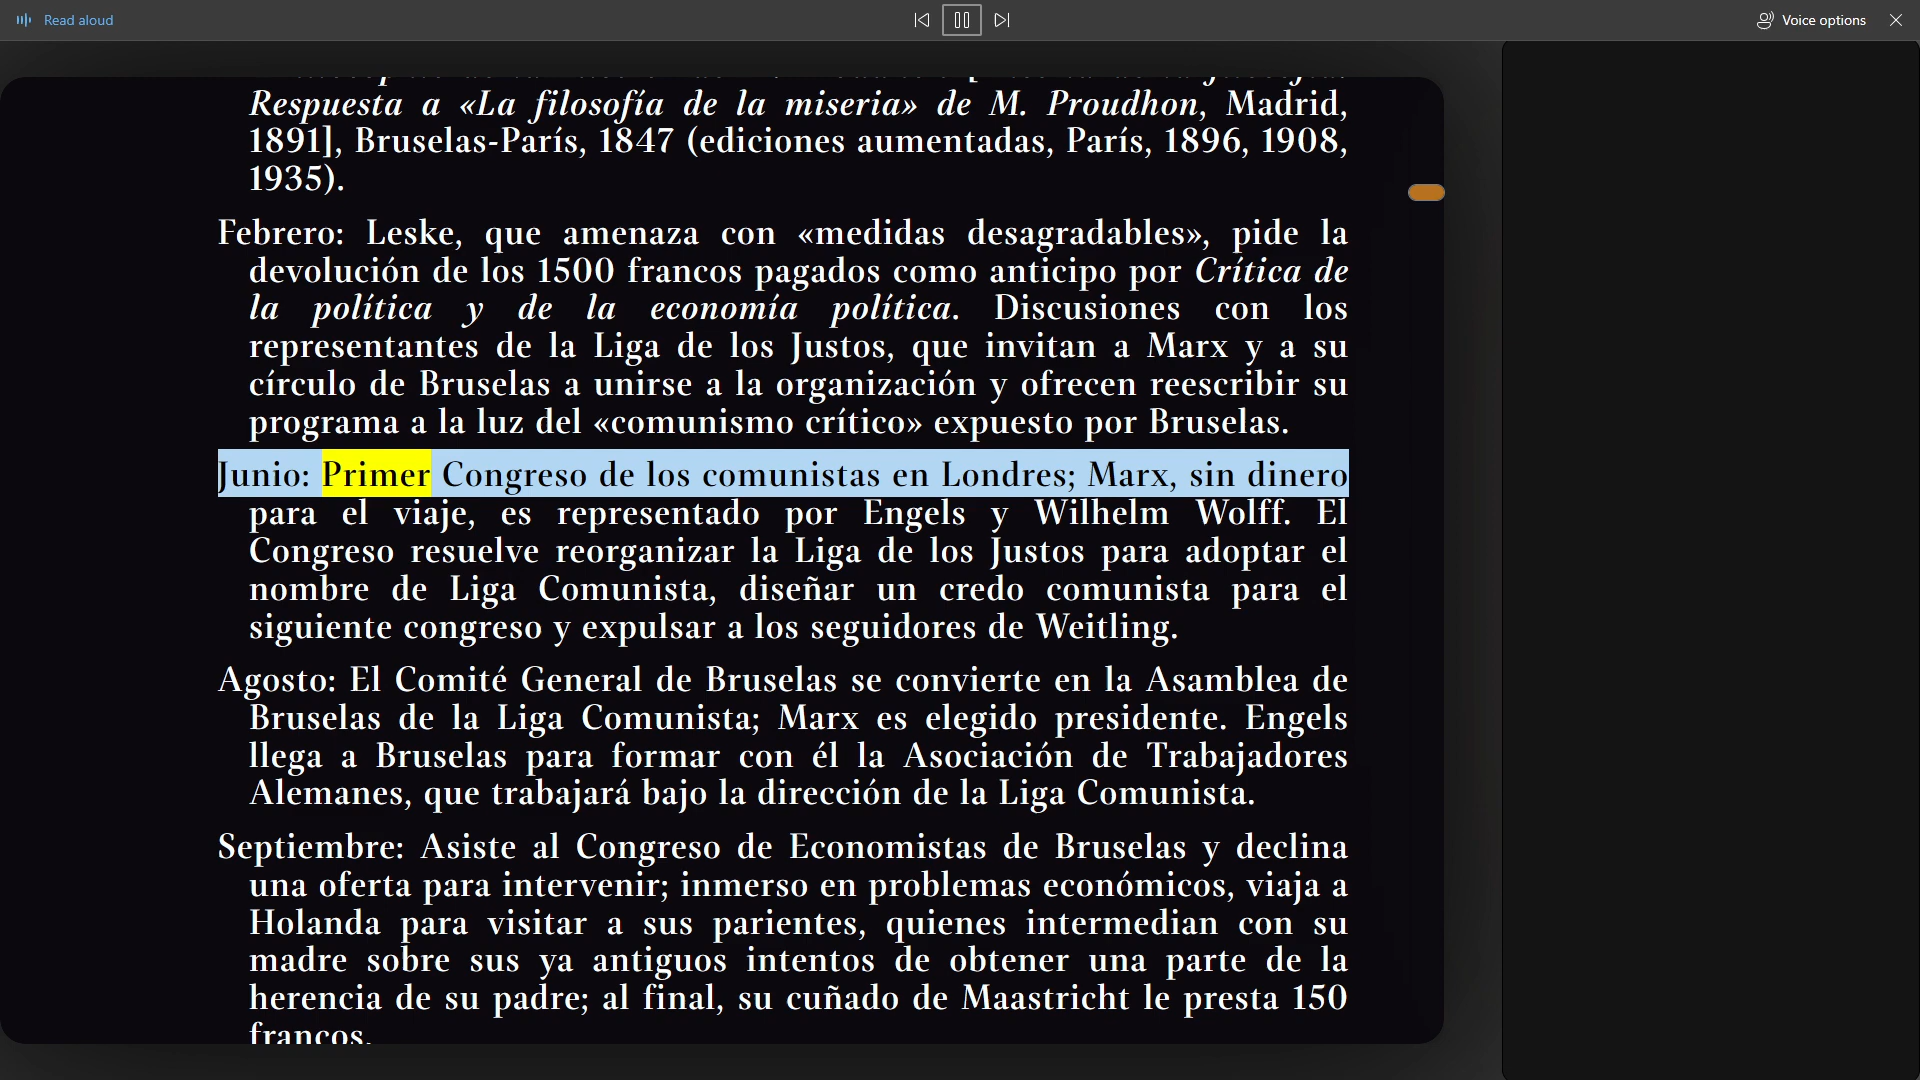 Read aloud
Voice options
Respuesta a «La filosofía de la miseria» de M. Proudhon, Madrid,
1891], Bruselas-París, 1847 (ediciones aumentadas, París, 1896, 1908,
1935).
Febrero: Leske, que amenaza con «medidas desagradables», pide la
devolución de los 1500 francos pagados como anticipo por Crítica de
la política y de la economía política. Discusiones con los
representantes de la Liga de los Justos, que invitan a Marx y a su
círculo de Bruselas a unirse a la organización y ofrecen reescribir su
programa a la luz del «comunismo crítico» expuesto por Bruselas.
Junio: Primer Congreso de los comunistas en Londres; Marx, sin dinero
para el viaje, es representado por Engels y Wilhelm Wolff. El
Congreso resuelve reorganizar la Liga de los Justos para adoptar el
nombre de Liga Comunista, diseñar un credo comunista para el
siguiente congreso y expulsar a los seguidores de Weitling.
Agosto: El Comité General de Bruselas se convierte en la Asamblea de
Bruselas de la Liga Comunista; Marx es elegido presidente. Engels
llega a Bruselas para formar con él la Asociación de Trabajadores
Alemanes, que trabajará bajo la dirección de la Liga Comunista.
Septiembre: Asiste al Congreso de Economistas de Bruselas y declina
una oferta para intervenir; inmerso en problemas económicos, viaja a
Holanda para visitar a sus parientes, quienes intermedian con su
madre sobre sus ya antiguos intentos de obtener una parte de la
herencia de su padre; al final, su cuñado de Maastricht le presta 150
francos.